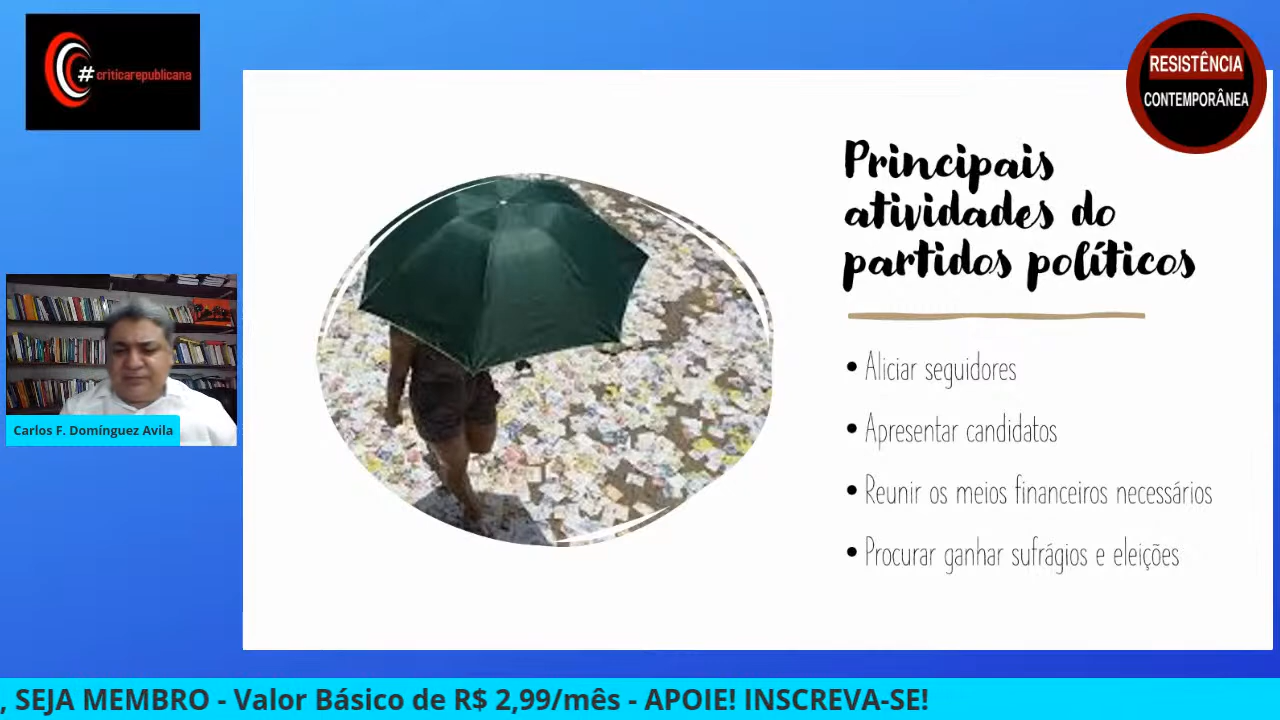 #criticarepublicana
RESISTÊNCIA
CONTEMPORÂNEA
Principais
atividades do
partidos políticos
• Aliciar seguidores
• Apresentar candidatos
• Reunir os meios financeiros necessários
• Procurar ganhar sufrágios e eleições
Carlos F. Domínguez Avila
, SEJA MEMBRO - Valor Básico de R$ 2,99/mês - APOIE! INSCREVA-SE!